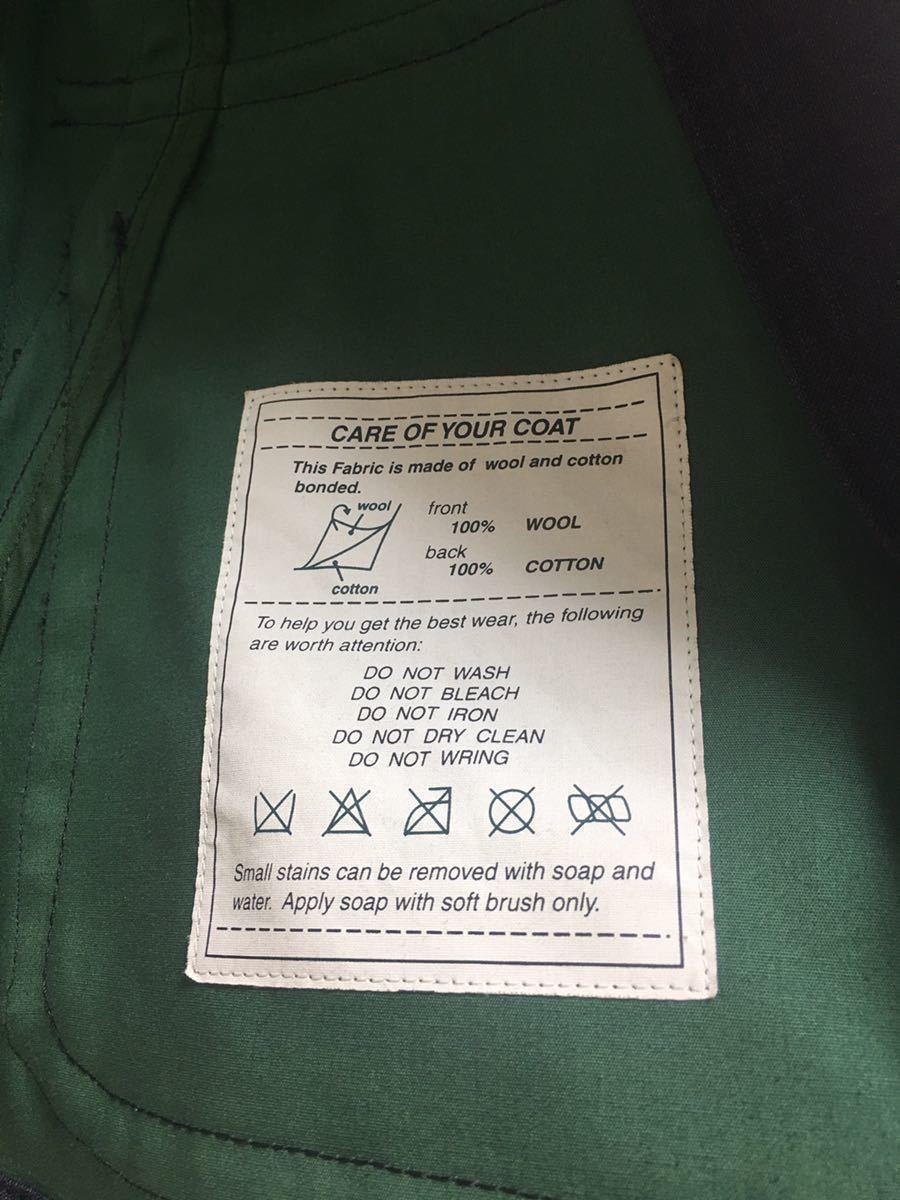 CARE OF YOUR COAT
This Fabric is made of wool and cotton
bonded.
wool
cotton
front
100% WOOL
back
100% COTTON
To help you get the best wear, the following
are worth attention:
DO NOT WASH
DO NOT BLEACH
DO NOT IRON
DO NOT DRY CLEAN
DO NOT WRING
Small stains can be removed with soap and
water. Apply soap with soft brush only.